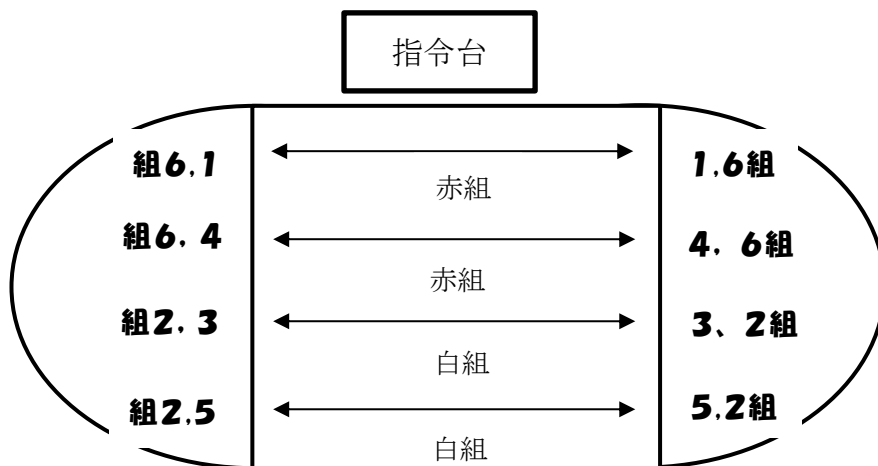 指令台
組6,1
1,6組
赤組
組6, 4
4, 6組
赤組
組2, 3
3、2組
白組
組2,5
5,2組
白組